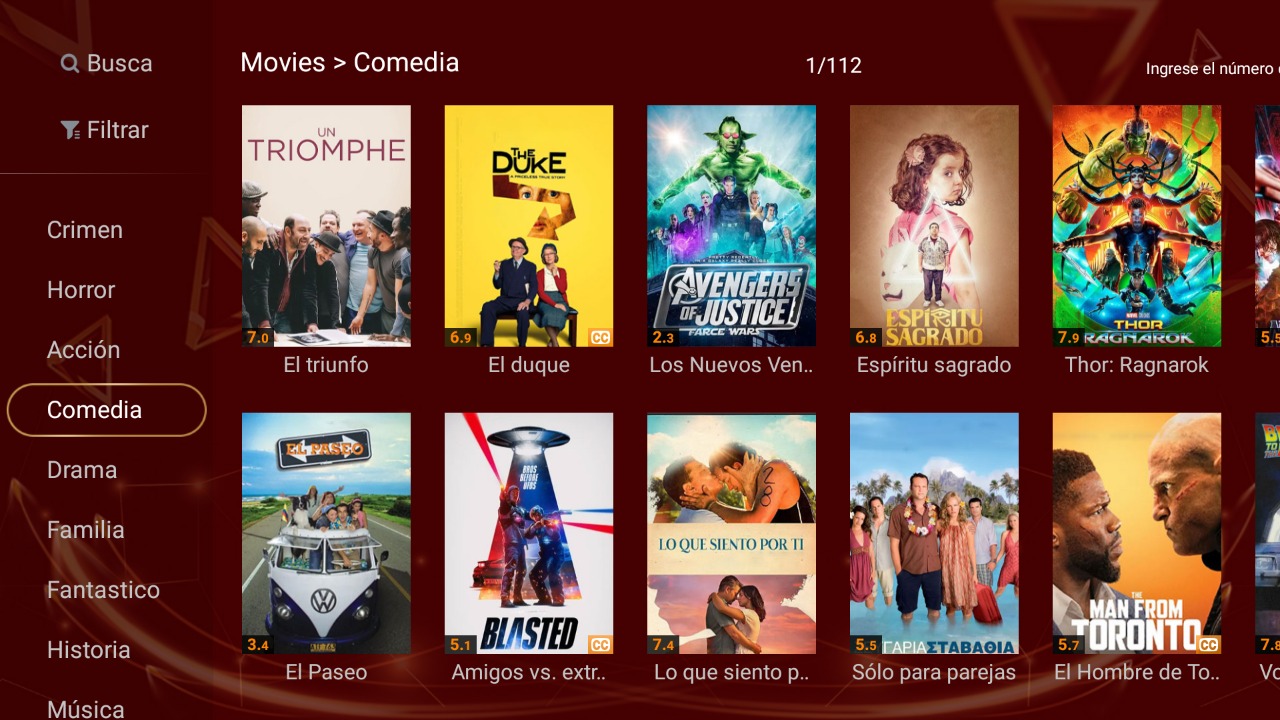 Busca
Movies > Comedia
1/112
Ingrese el número
Filtrar
Crimen
Horror
Acción
Comedia
Drama
Familia
Fantastico
Historia
Música
UN
TRIOMPHE
7.0
El triunfo
THE
DUKE
A PRICELESS TRUE STORY
6.9
CC
El duque
AVENGERS
OF JUSTICE
FARCE WARS
2.3
Los Nuevos Ven..
ESPÍRITU
SAGRADO
6.8
Espíritu sagrado
THOR
RAGNAROK
7.9
Thor: Ragnarok
5.5
EL PASEO
3.4
El Paseo
BROS
BEFORE
UFOS
BLASTED
5.1
CC
Amigos vs. extr..
LO QUE SIENTO POR TI
7.4
Lo que siento p..
ΓΑΡΙΑ ΣΤΑΒΑΘΙΑ
5.5
Sólo para parejas
THE
MAN FROM
TORONTO
5.7
CC
El Hombre de To..
7.8